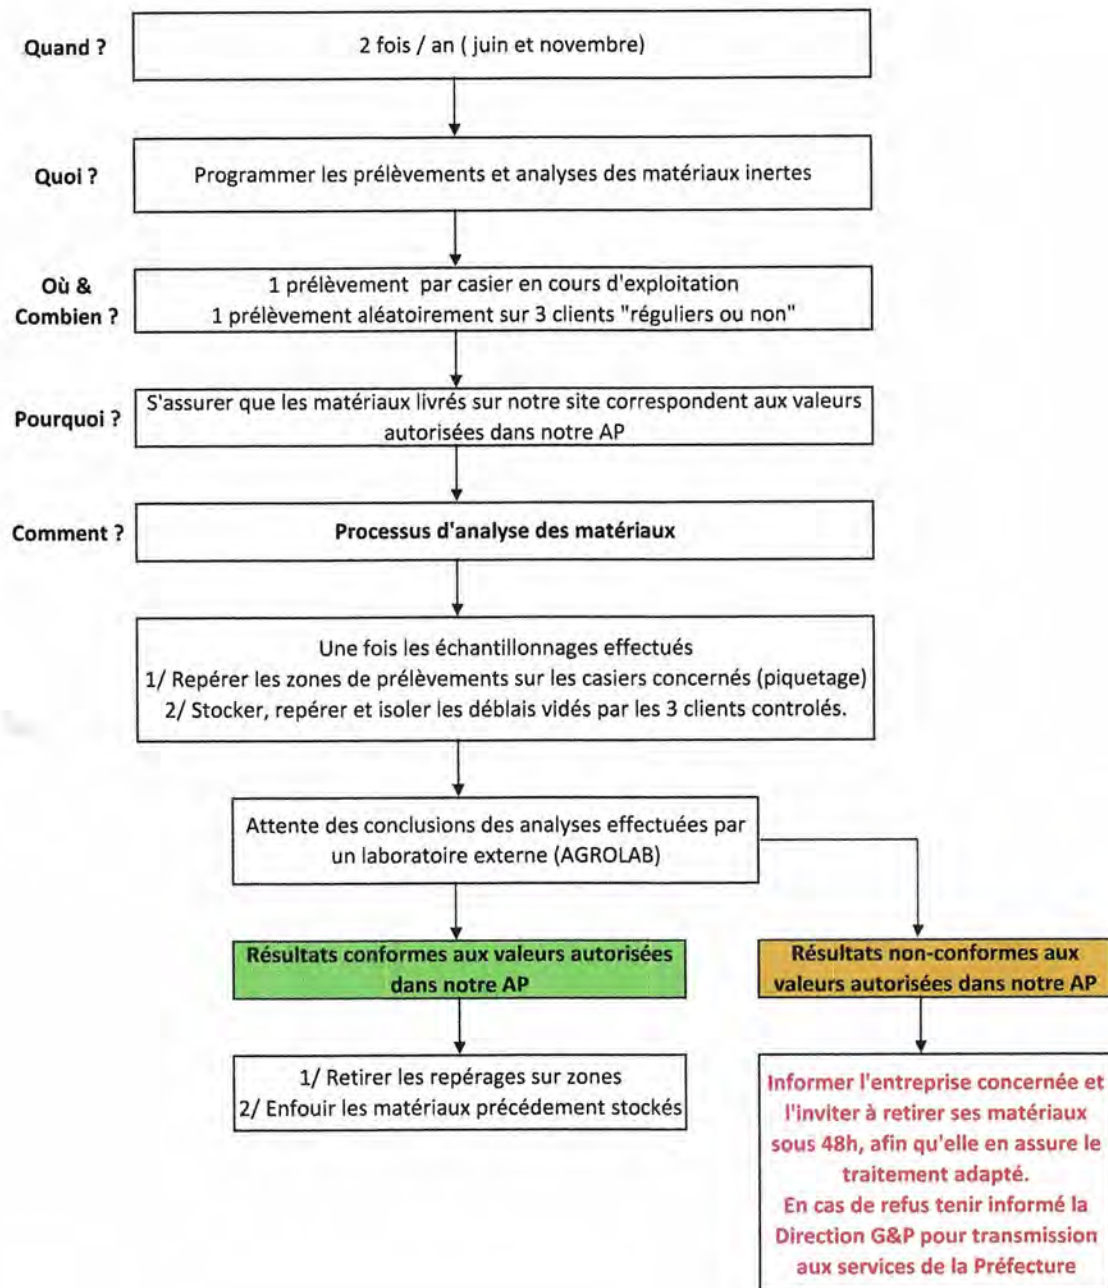 Quand ?
2 fois / an ( juin et novembre)
Quoi ?
Programmer les prélèvements et analyses des matériaux inertes
Où &
Combien ?
1 prélèvement par casier en cours d'exploitation
1 prélèvement aléatoirement sur 3 clients "réguliers ou non"
Pourquoi ?
S'assurer que les matériaux livrés sur notre site correspondent aux valeurs
autorisées dans notre AP
Comment ?
Processus d'analyse des matériaux
Une fois les échantillonnages effectués
1/ Repérer les zones de prélèvements sur les casiers concernés (piquetage)
2/ Stocker, repérer et isoler les déblais vidés par les 3 clients controlés.
Attente des conclusions des analyses effectuées par
un laboratoire externe (AGROLAB)
Résultats conformes aux valeurs autorisées
dans notre AP
Résultats non-conformes aux
valeurs autorisées dans notre AP
1/ Retirer les repérages sur zones
2/ Enfouir les matériaux précédement stockés
Informer l'entreprise concernée et
l'inviter à retirer ses matériaux
sous 48h, afin qu'elle en assure le
traitement adapté.
En cas de refus tenir informé la
Direction G&P pour transmission
aux services de la Préfecture